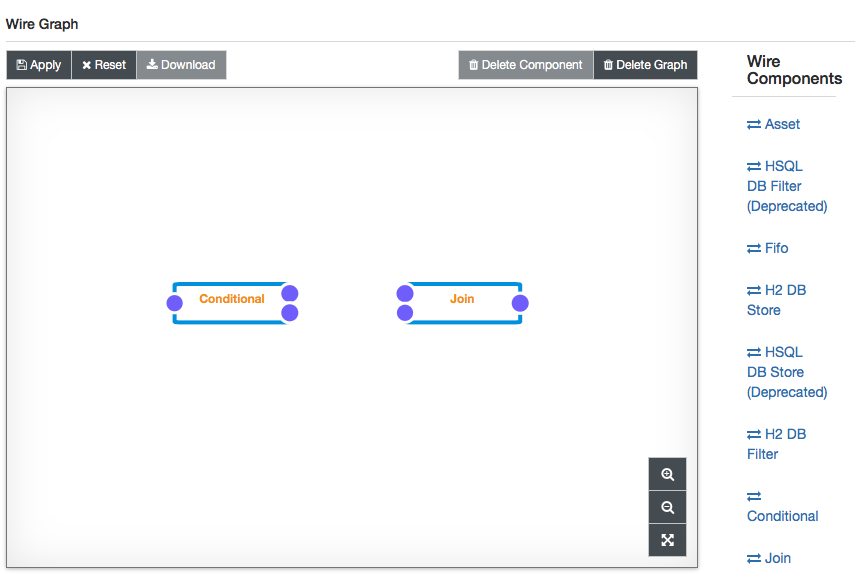 Wire Graph
Apply
Reset
Download
Delete Component
Delete Graph
Conditional
Join
Wire
Components
Asset
HSQL
DB Filter
(Deprecated)
Fifo
H2 DB
Store
HSQL
DB Store
(Deprecated)
H2 DB
Filter
Conditional
Join